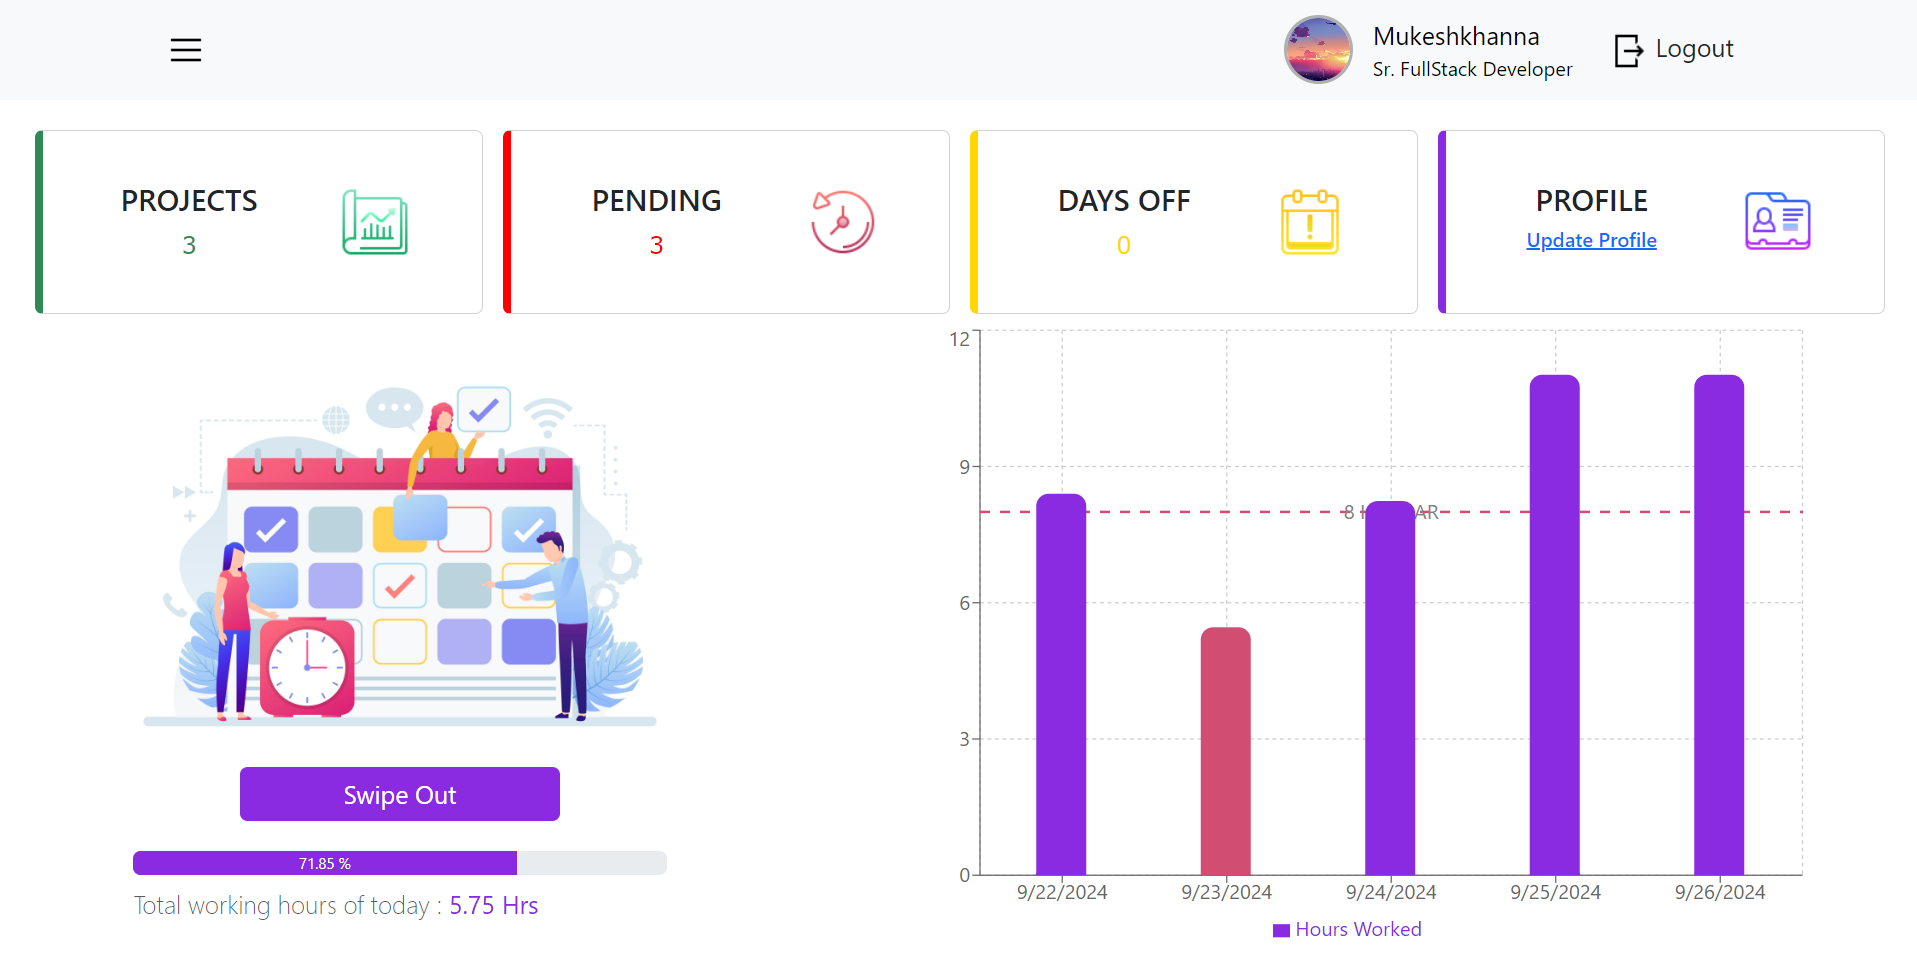 Mukeshkhanna
Sr. FullStack Developer
Logout
PROJECTS
3
PENDING
3
DAYS OFF
0
PROFILE
Update Profile
Swipe Out
71.85 %
Total working hours of today : 5.75 Hrs
12
9
6
3
0
8
9/22/2024
9/23/2024
9/24/2024
9/25/2024
9/26/2024
Hours Worked